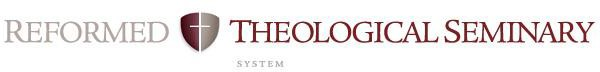 REFORMED THEOLOGICAL SEMINARY
SYSTEM